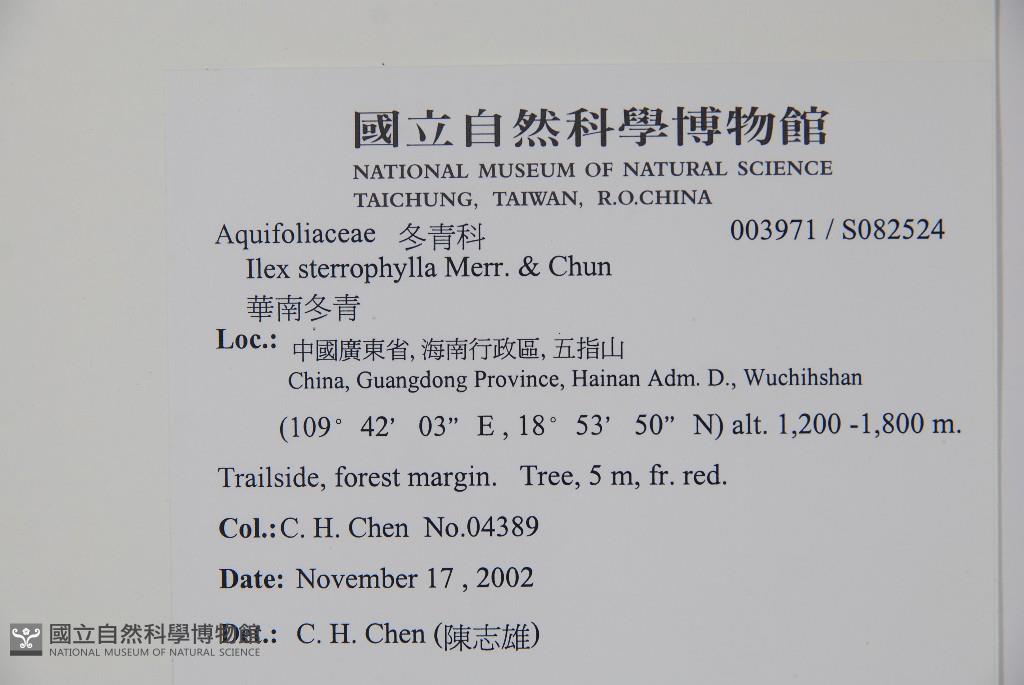 國立自然科學博物館
NATIONAL MUSEUM OF NATURAL SCIENCE
TAICHUNG, TAIWAN, R.O.CHINA
Aquifoliaceae 冬青科 003971 / S082524
Ilex sterrophylla Merr. & Chun
華南冬青
Loc.: 中國廣東省, 海南行政區, 五指山
China, Guangdong Province, Hainan Adm. D., Wuchihshan
(109° 42’ 03” E , 18° 53’ 50” N) alt. 1,200 -1,800 m.
Trailside, forest margin. Tree, 5 m, fr. red.
Col.: C. H. Chen No.04389
Date: November 17 , 2002
Det.: C. H. Chen (陳志雄)
國立自然科學博物館
NATIONAL MUSEUM OF NATURAL SCIENCE